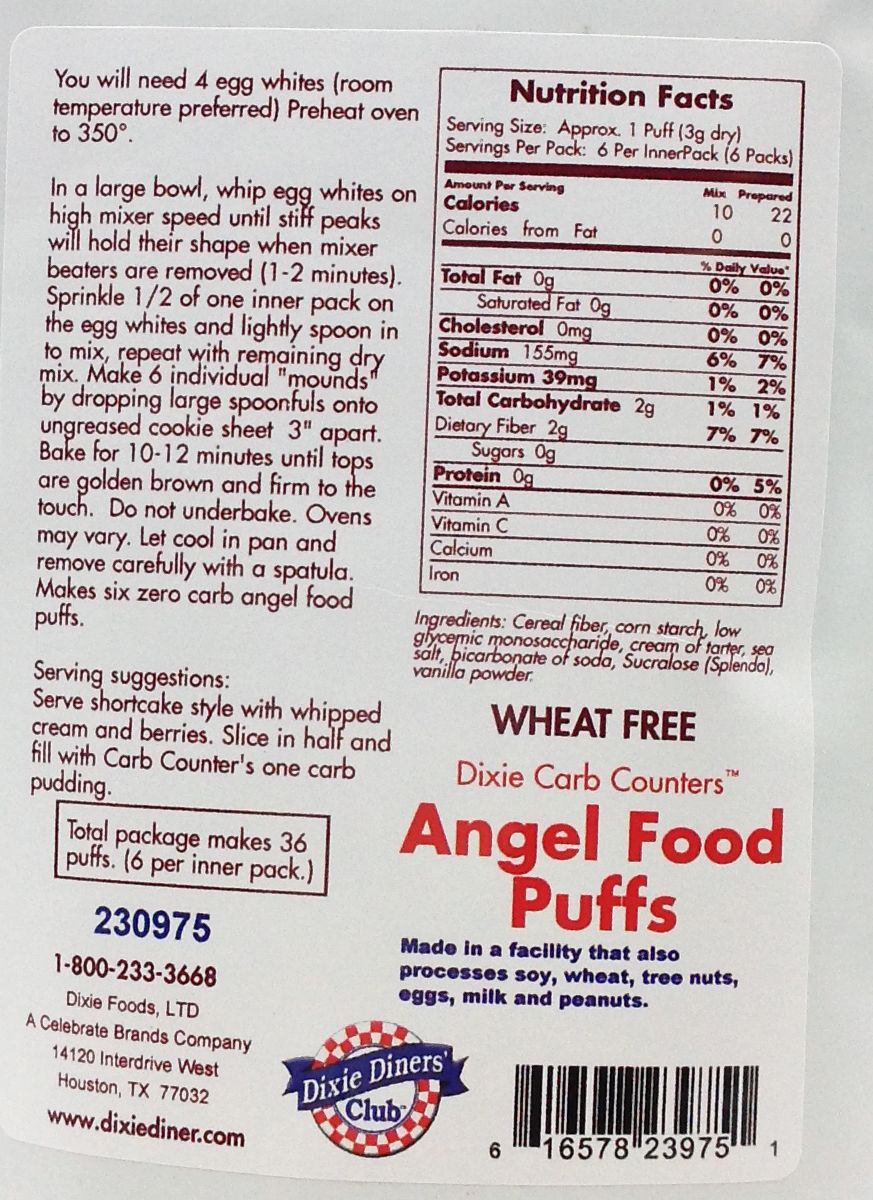 You will need 4 egg whites (room
temperature preferred) Preheat oven
to 350°.
In a large bowl, whip egg whites on
high mixer speed until stiff peaks
will hold their shape when mixer
beaters are removed (1-2 minutes).
Sprinkle 1/2 of one inner pack on
the egg whites and lightly spoon in
to mix, repeat with remaining dry
mix. Make 6 individual "mounds"
by dropping large spoonfuls onto
ungreased cookie sheet 3" apart.
Bake for 10-12 minutes until tops
are golden brown and firm to the
touch. Do not underbake. Ovens
may vary. Let cool in pan and
remove carefully with a spatula.
Makes six zero carb angel food
puffs.
Serving suggestions:
Serve shortcake style with whipped
cream and berries. Slice in half and
fill with Carb Counter's one carb
pudding.
Total package makes 36
puffs. (6 per inner pack.)
230975
1-800-233-3668
Dixie Foods, LTD
A Celebrate Brands Company
14120 Interdrive West
Houston, TX 77032
www.dixiediner.com
Nutrition Facts
Serving Size: Approx. 1 Puff (3g dry)
Servings Per Pack: 6 Per InnerPack (6 Packs)
Amount Per Serving Mix Prepared
Calories 10 22
Calories from Fat 0 0
% Daily Value*
Total Fat 0g 0% 0%
Saturated Fat 0g 0% 0%
Cholesterol 0mg 0% 0%
Sodium 155mg 6% 7%
Potassium 39mg 1% 2%
Total Carbohydrate 2g 1% 1%
Dietary Fiber 2g 7% 7%
Sugars 0g
Protein 0g 0% 5%
Vitamin A 0% 0%
Vitamin C 0% 0%
Calcium 0% 0%
Iron 0% 0%
Ingredients: Cereal fiber, corn starch, low
glycemic monosaccharide, cream of tarter, sea
salt, bicarbonate of soda, Sucralose (Splenda),
vanilla powder.
WHEAT FREE
Dixie Carb Counters™
Angel Food
Puffs
Made in a facility that also
processes soy, wheat, tree nuts,
eggs, milk and peanuts.
Dixie Diners'
Club
6 16578 23975 1